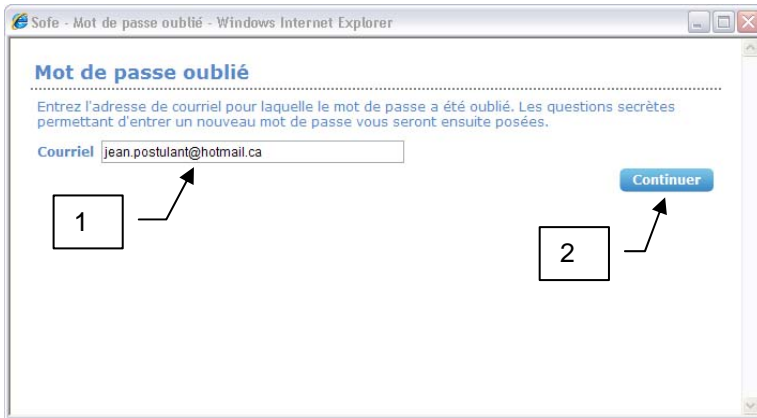 Sofe - Mot de passe oublié - Windows Internet Explorer
Mot de passe oublié
Entrez l'adresse de courriel pour laquelle le mot de passe a été oublié. Les questions secrètes
permettant d'entrer un nouveau mot de passe vous seront ensuite posées.
Courriel jean.postulant@hotmail.ca
Continuer
1
2